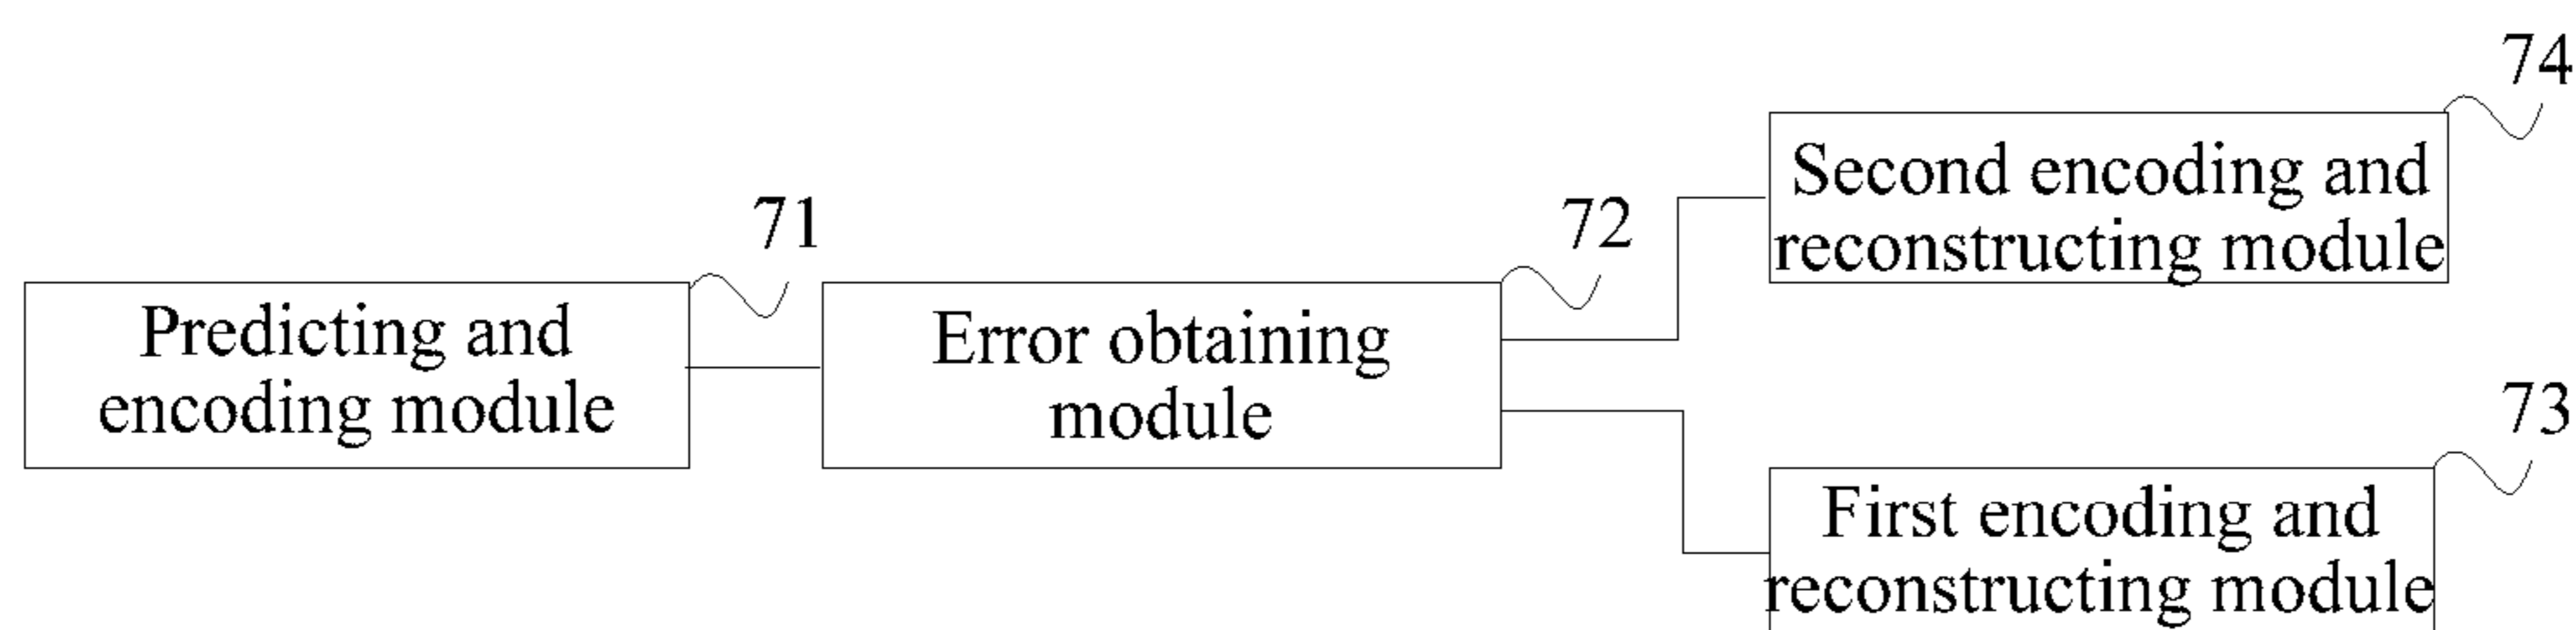 74
Second encoding and
reconstructing module
71
72
Predicting and
encoding module
Error obtaining
module
73
First encoding and
reconstructing module